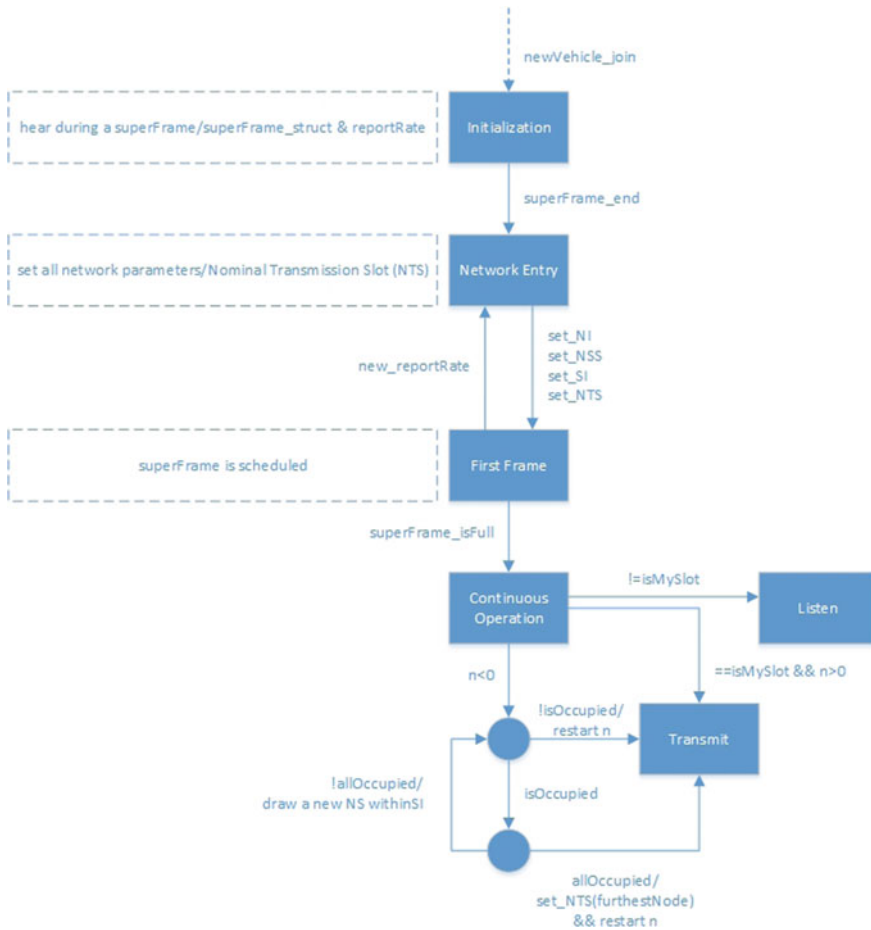 newVehicle_join
hear during a superFrame/superFrame_struct & reportRate
Initialization
superFrame_end
set all network parameters/Nominal Transmission Slot (NTS)
Network Entry
set_NI
set_NSS
set_SI
set_NTS
new_reportRate
superFrame is scheduled
First Frame
superFrame_isFull
Continuous
Operation
!=isMySlot
Listen
==isMySlot && n>0
n<0
!isOccupied/
restart n
Transmit
!allOccupied/
draw a new NS withinSI
isOccupied
allOccupied/
set_NTS(furthestNode)
&& restart n